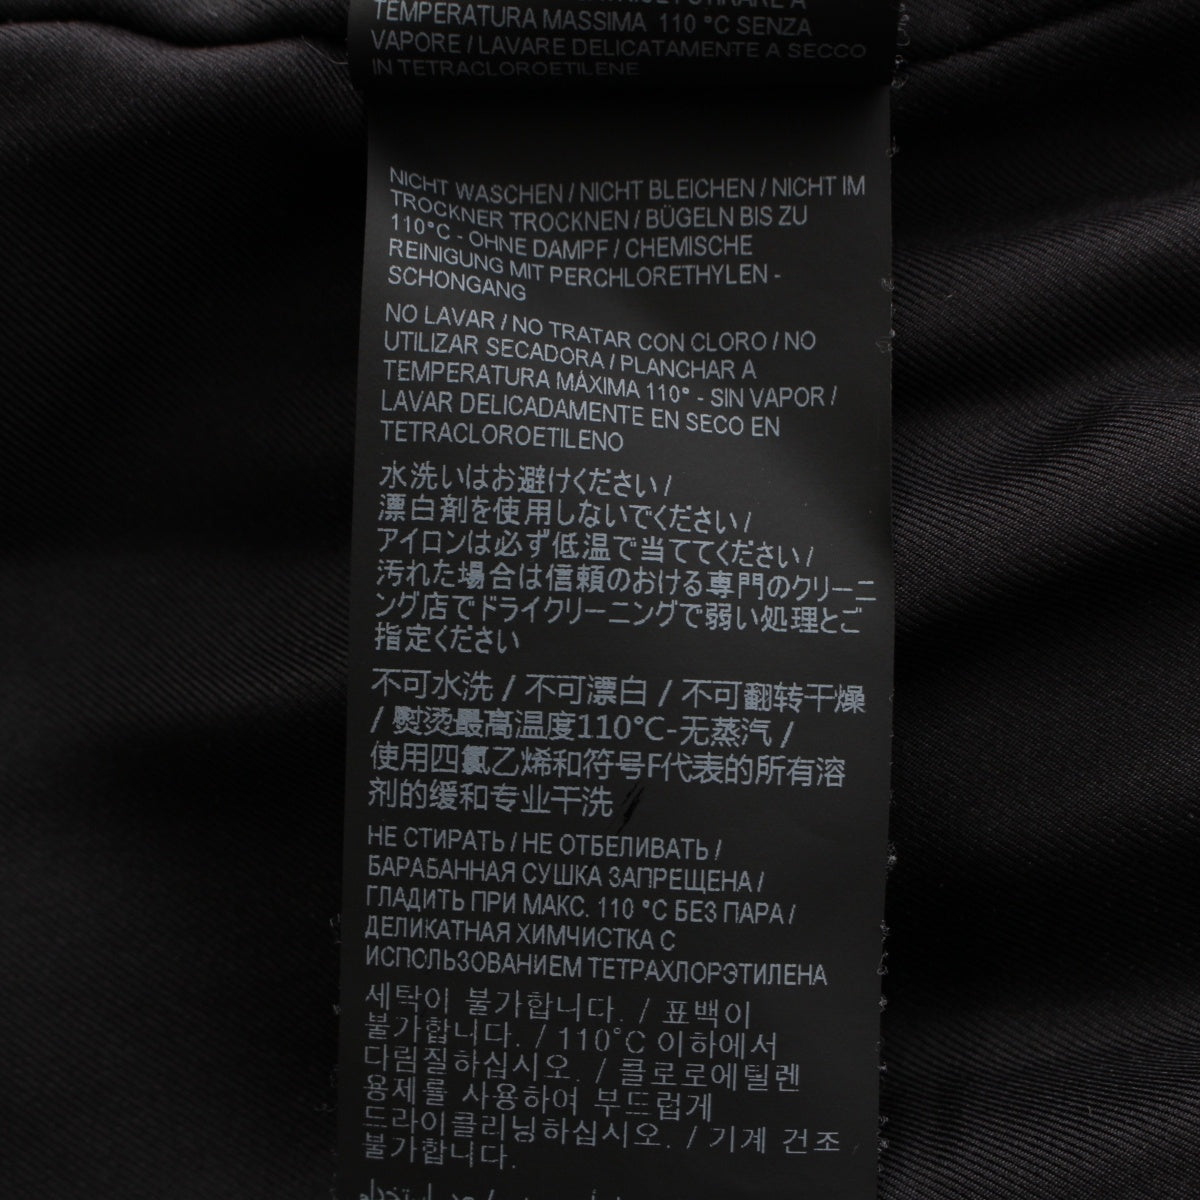 TEMPERATURA MASSIMA 110 °C SENZA
VAPORE / LAVARE DELICATAMENTE A SECCO
IN TETRACLOROETILENE
NICHT WASCHEN / NICHT BLEICHEN / NICHT IM
TROCKNER TROCKNEN / BÜGELN BIS ZU
110°C - OHNE DAMPF / CHEMISCHE
REINIGUNG MIT PERCHLORETHYLEN -
SCHONGANG
NO LAVAR / NO TRATAR CON CLORO / NO
UTILIZAR SECADORA / PLANCHAR A
TEMPERATURA MÁXIMA 110° - SIN VAPOR /
LAVAR DELICADAMENTE EN SECO EN
TETRACLOROETILENO
水洗いはお避けください /
漂白剤を使用しないでください /
アイロンは必ず低温で当ててください /
汚れた場合は信頼のおける専門のクリーニ
ング店でドライクリーニングで弱い処理とご
指定ください
不可水洗 / 不可漂白 / 不可翻转干燥
/ 熨烫最高温度110°C-无蒸汽 /
使用四氯乙烯和符号F代表的所有溶
剂的缓和专业干洗
НЕ СТИРАТЬ / НЕ ОТБЕЛИВАТЬ /
БАРАБАННАЯ СУШКА ЗАПРЕЩЕНА /
ГЛАДИТЬ ПРИ МАКС. 110 °C БЕЗ ПАРА /
ДЕЛИКАТНАЯ ХИМЧИСТКА С
ИСПОЛЬЗОВАНИЕМ ТЕТРАХЛОРЭТИЛЕНА
세탁이 불가합니다. / 표백이
불가합니다. / 110°C 이하에서
다림질하십시오. / 클로로에틸렌
용제를 사용하여 부드럽게
드라이클리닝하십시오. / 기계 건조
불가합니다.